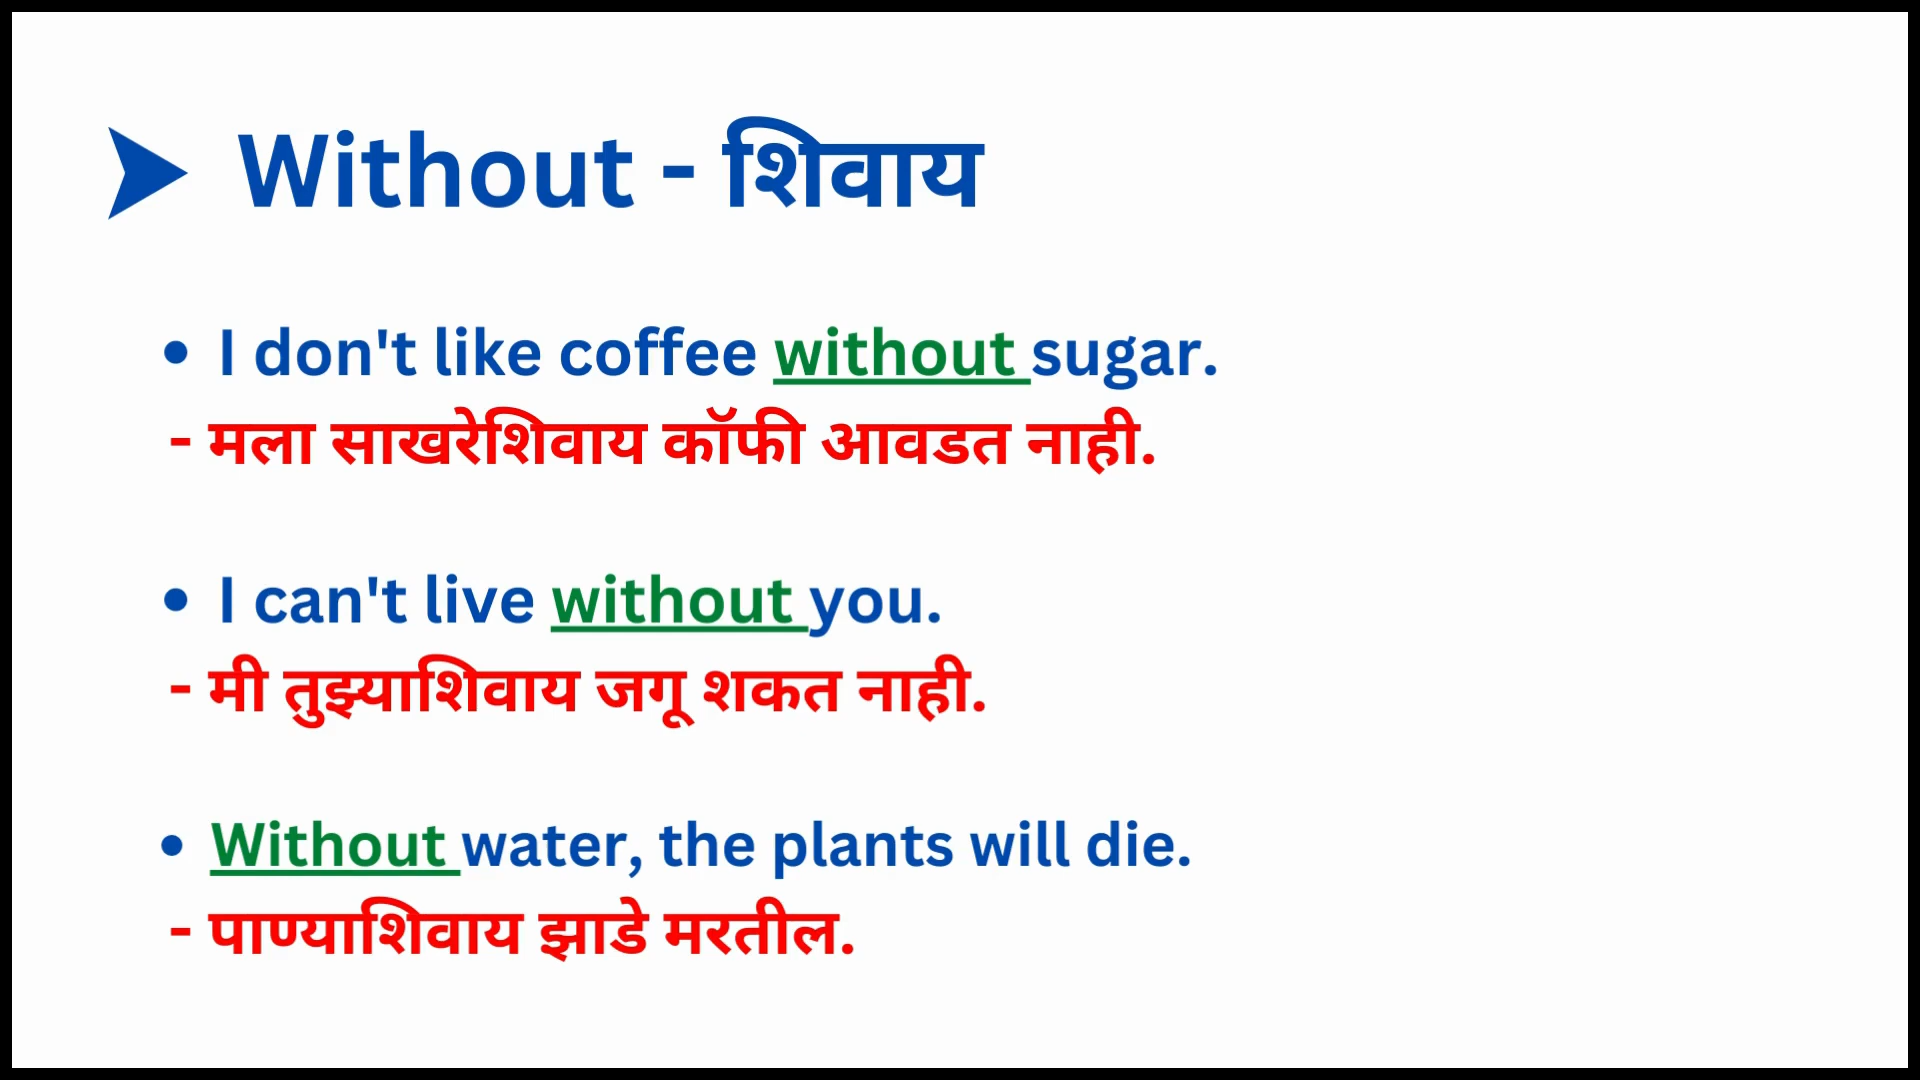 Without - शिवाय
• I don't like coffee without sugar.
- मला साखरेशिवाय कॉफी आवडत नाही.
• I can't live without you.
- मी तुझ्याशिवाय जगू शकत नाही.
• Without water, the plants will die.
- पाण्याशिवाय झाडे मरतील.